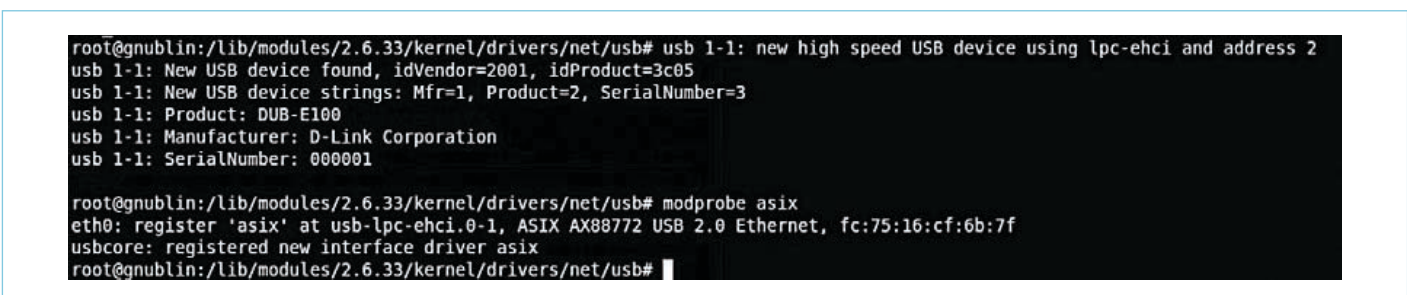 root@gnublin:/lib/modules/2.6.33/kernel/drivers/net/usb# usb 1-1: new high speed USB device using lpc-ehci and address 2
usb 1-1: New USB device found, idVendor=2001, idProduct=3c05
usb 1-1: New USB device strings: Mfr=1, Product=2, SerialNumber=3
usb 1-1: Product: DUB-E100
usb 1-1: Manufacturer: D-Link Corporation
usb 1-1: SerialNumber: 000001
root@gnublin:/lib/modules/2.6.33/kernel/drivers/net/usb# modprobe asix
eth0: register 'asix' at usb-lpc-ehci.0-1, ASIX AX88772 USB 2.0 Ethernet, fc:75:16:cf:6b:7f
usbcore: registered new interface driver asix
root@gnublin:/lib/modules/2.6.33/kernel/drivers/net/usb#